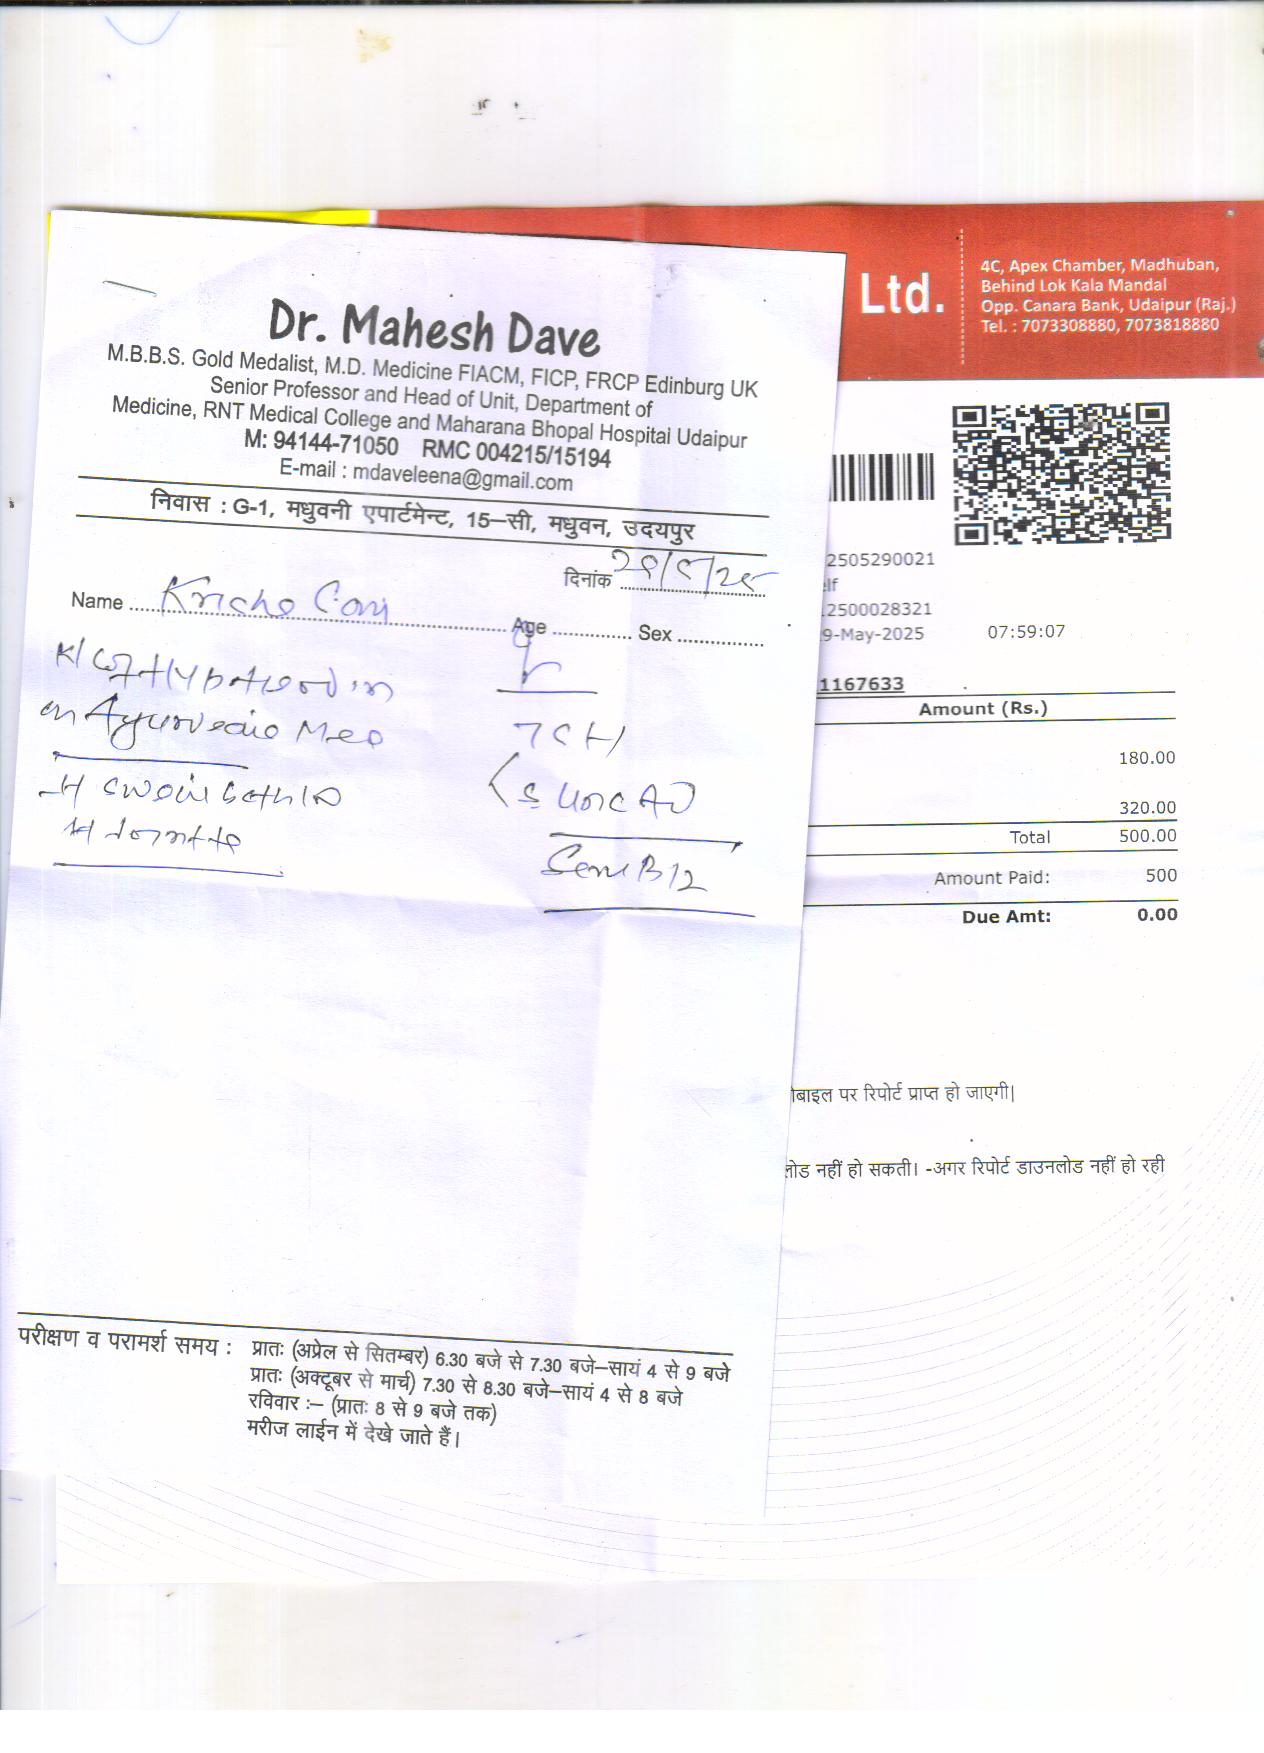 Dr. Mahesh Dave
M.B.B.S. Gold Medalist, M.D. Medicine FIACM, FICP, FRCP Edinburg UK
Senior Professor and Head of Unit, Department of
Medicine, RNT Medical College and Maharana Bhopal Hospital Udaipur
M: 94144-71050 RMC 004215/15194
E-mail : mdaveleena@gmail.com
निवास : G-1, मधुवनी एपार्टमेन्ट, 15–सी, मधुवन, उदयपुर
दिनांक
Name Age Sex
on Ayurvedic Med
S Uric A
B12
परीक्षण व परामर्श समय : प्रातः (अप्रेल से सितम्बर) 6.30 बजे से 7.30 बजे–सायं 4 से 9 बजे
प्रातः (अक्टूबर से मार्च) 7.30 से 8.30 बजे–सायं 4 से 8 बजे
रविवार :– (प्रातः 8 से 9 बजे तक)
मरीज लाईन में देखे जाते हैं।
Ltd.
4C, Apex Chamber, Madhuban,
Behind Lok Kala Mandal
Opp. Canara Bank, Udaipur (Raj.)
Tel. : 7073308880, 7073818880
2505290021
elf
2500028321
9-May-2025 07:59:07
1167633
Amount (Rs.)
180.00
320.00
Total 500.00
Amount Paid: 500
Due Amt: 0.00
ोबाइल पर रिपोर्ट प्राप्त हो जाएगी।
लोड नहीं हो सकती। -अगर रिपोर्ट डाउनलोड नहीं हो रही